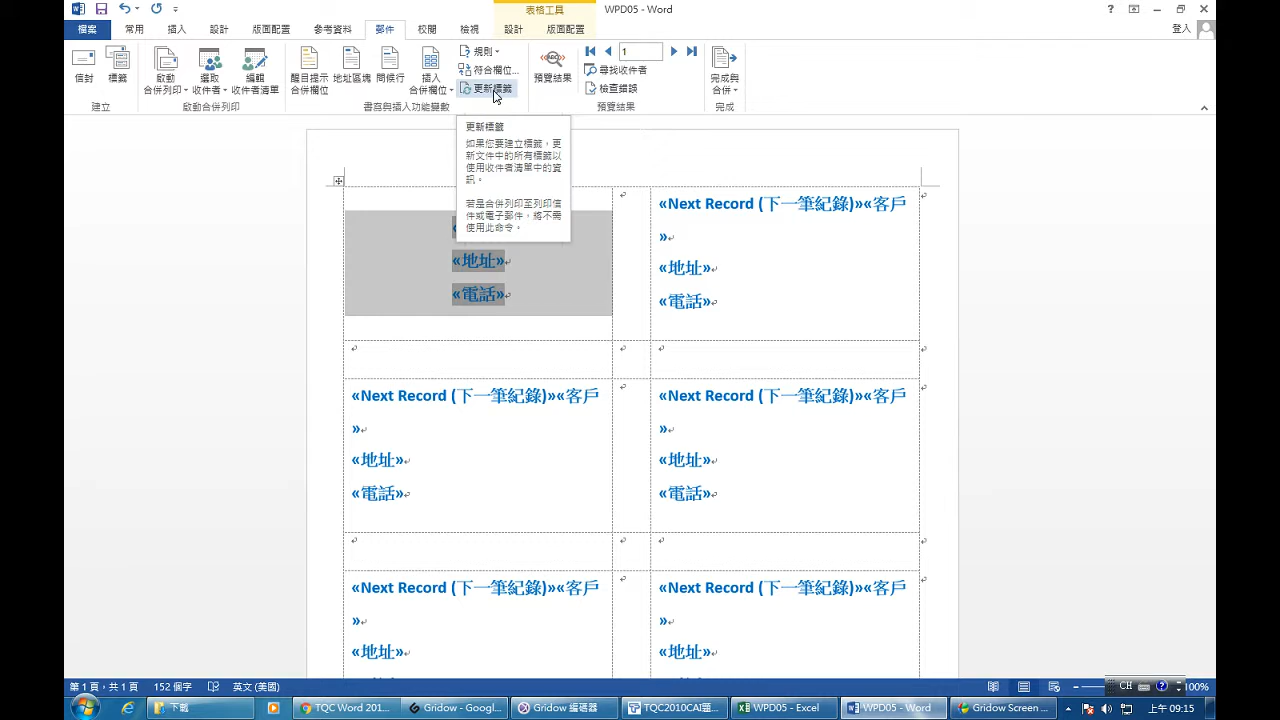 表格工具
WPD05 - Word
檔案
常用
插入
設計
版面配置
參考資料
郵件
校閱
檢視
設計
版面配置
登入
信封
標籤
建立
啟動
合併列印
選取
收件者
編輯
收件者清單
啟動合併列印
醒目提示
合併欄位
地址區塊
問候行
插入
合併欄位
規則
符合欄位...
更新標籤
書寫與插入功能變數
預覽結果
1
尋找收件者
檢查錯誤
預覽結果
完成與
合併
完成
更新標籤
如果您要建立標籤，更
新文件中的所有標籤以
使用收件者清單中的資
訊。
若是合併列印至列印信
件或電子郵件，將不需
使用此命令。
«地址»
«電話»
«Next Record (下一筆紀錄)»«客戶
»
«地址»
«電話»
«Next Record (下一筆紀錄)»«客戶
»
«地址»
«電話»
«Next Record (下一筆紀錄)»«客戶
»
«地址»
«電話»
«Next Record (下一筆紀錄)»«客戶
»
«地址»
«Next Record (下一筆紀錄)»«客戶
»
«地址»
第 1 頁，共 1 頁
152 個字
英文 (美國)
100%
下載
TQC Word 201...
Gridow - Googl...
Gridow 編碼器
TQC2010CAI筆...
WPD05 - Excel
WPD05 - Word
Gridow Screen ...
CH
上午 09:15